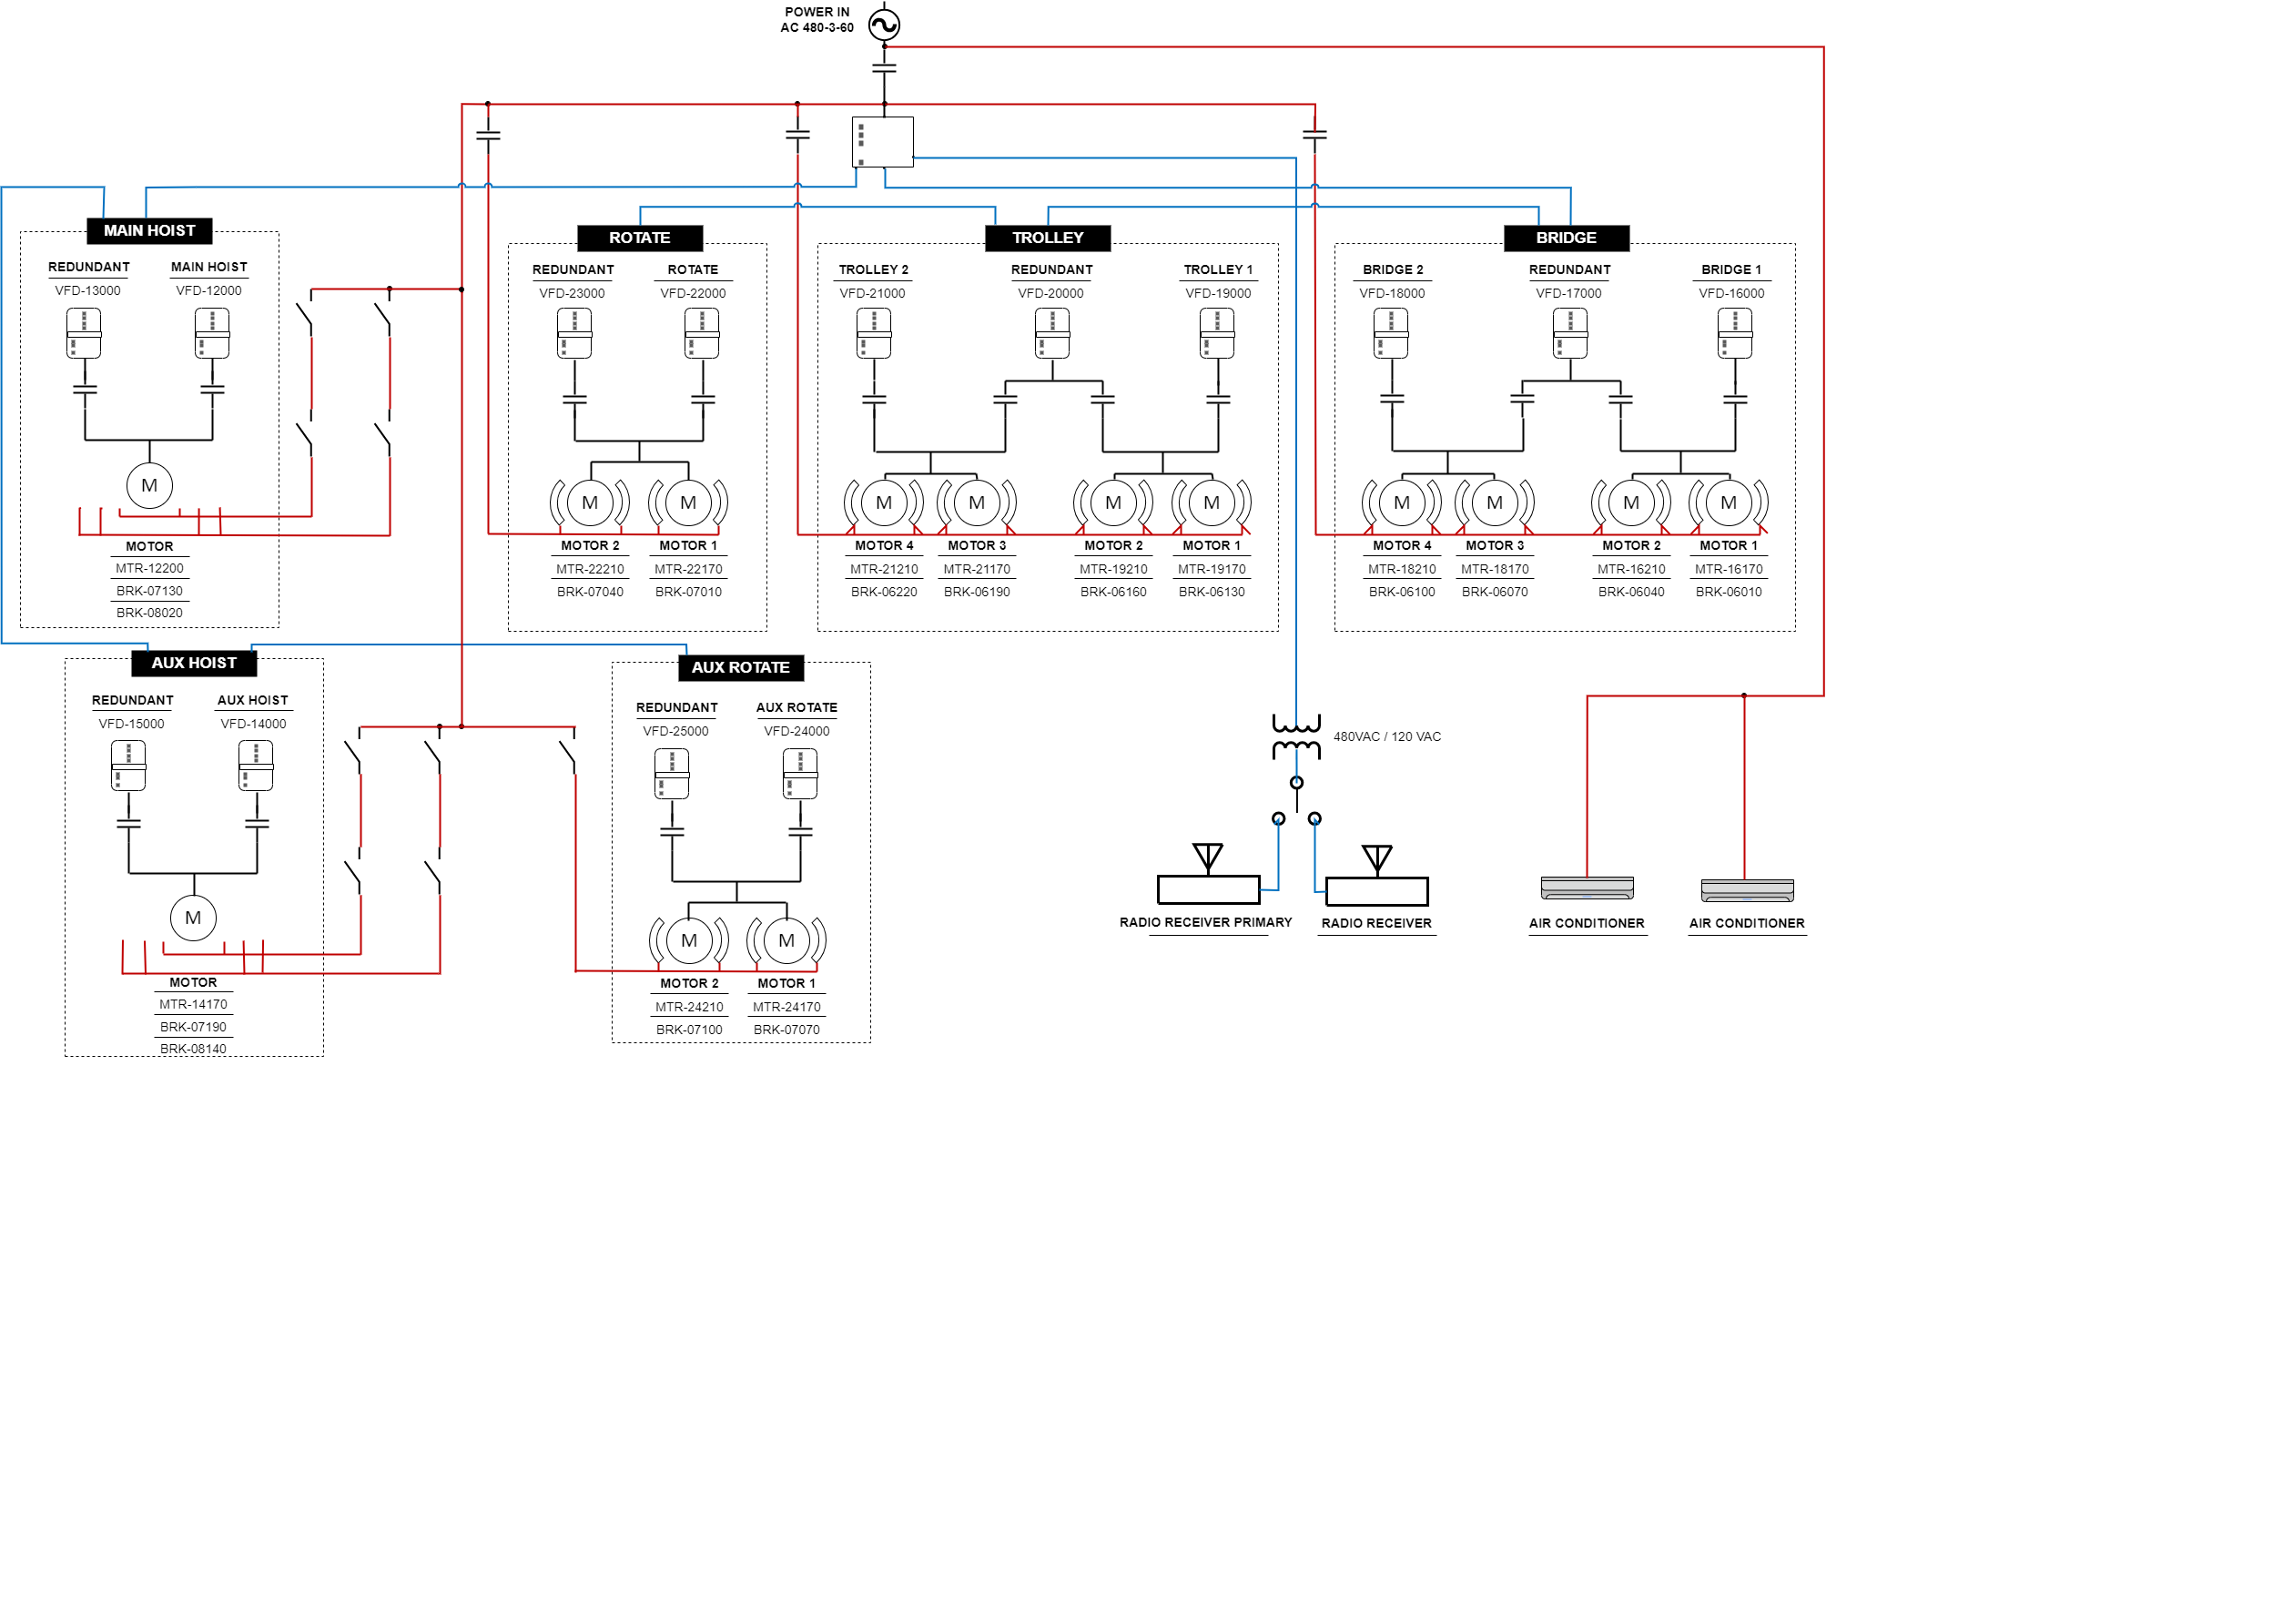 POWER IN
AC 480-3-60
MAIN HOIST
REDUNDANT
VFD-13000
MAIN HOIST
VFD-12000
M
MOTOR
MTR-12200
BRK-07130
BRK-08020
ROTATE
REDUNDANT
VFD-23000
ROTATE
VFD-22000
M
M
MOTOR 2
MTR-22210
BRK-07040
MOTOR 1
MTR-22170
BRK-07010
TROLLEY
TROLLEY 2
VFD-21000
REDUNDANT
VFD-20000
TROLLEY 1
VFD-19000
M
M
M
M
MOTOR 4
MTR-21210
BRK-06220
MOTOR 3
MTR-21170
BRK-06190
MOTOR 2
MTR-19210
BRK-06160
MOTOR 1
MTR-19170
BRK-06130
BRIDGE
BRIDGE 2
VFD-18000
REDUNDANT
VFD-17000
BRIDGE 1
VFD-16000
M
M
M
M
MOTOR 4
MTR-18210
BRK-06100
MOTOR 3
MTR-18170
BRK-06070
MOTOR 2
MTR-16210
BRK-06040
MOTOR 1
MTR-16170
BRK-06010
AUX HOIST
REDUNDANT
VFD-15000
AUX HOIST
VFD-14000
M
MOTOR
MTR-14170
BRK-07190
BRK-08140
AUX ROTATE
REDUNDANT
VFD-25000
AUX ROTATE
VFD-24000
M
M
MOTOR 2
MTR-24210
BRK-07100
MOTOR 1
MTR-24170
BRK-07070
480VAC / 120 VAC
RADIO RECEIVER PRIMARY
RADIO RECEIVER
AIR CONDITIONER
AIR CONDITIONER